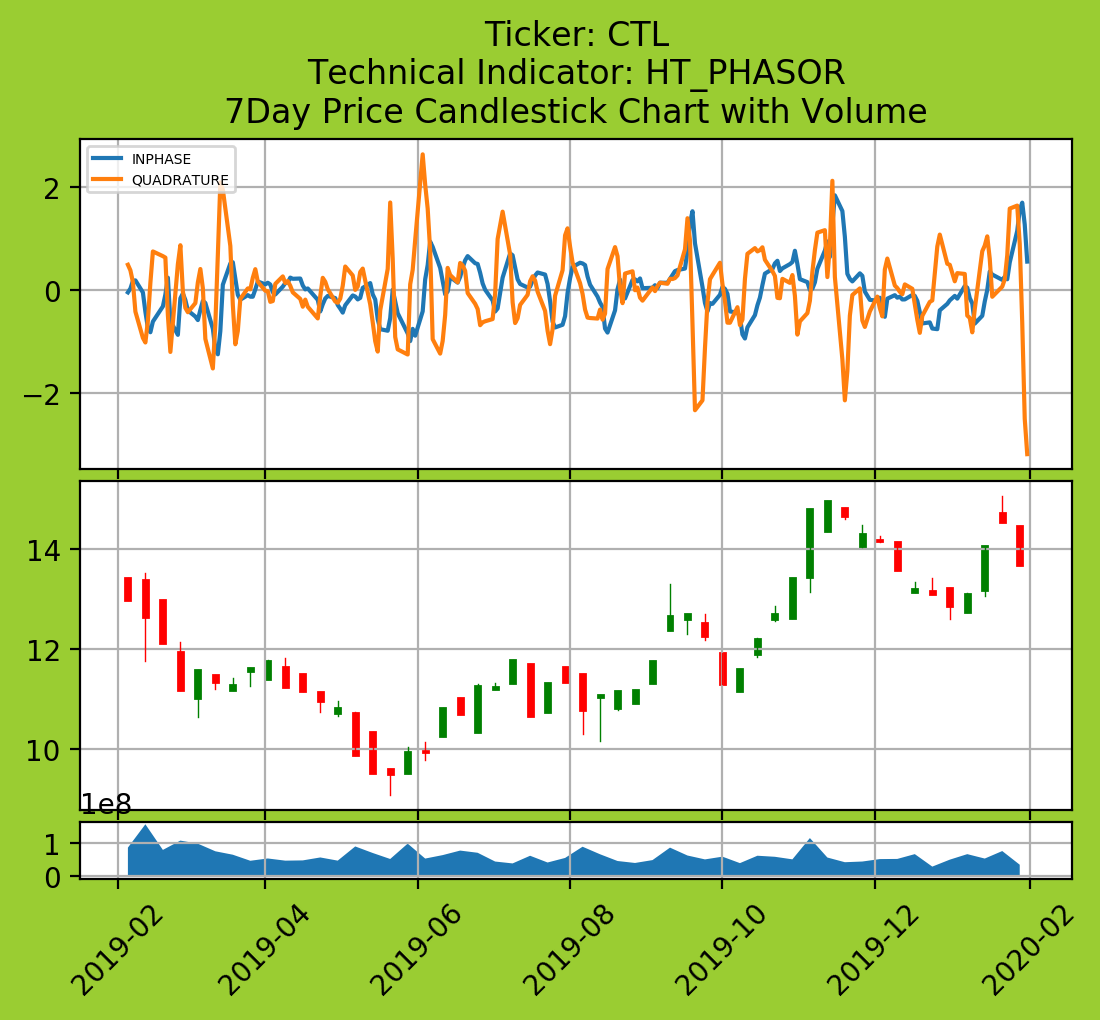 Ticker: CTL
Technical Indicator: HT_PHASOR
7Day Price Candlestick Chart with Volume
INPHASE
QUADRATURE
2
0
−2
14
12
10
1e8
1
0
2019-02
2019-04
2019-06
2019-08
2019-10
2019-12
2020-02